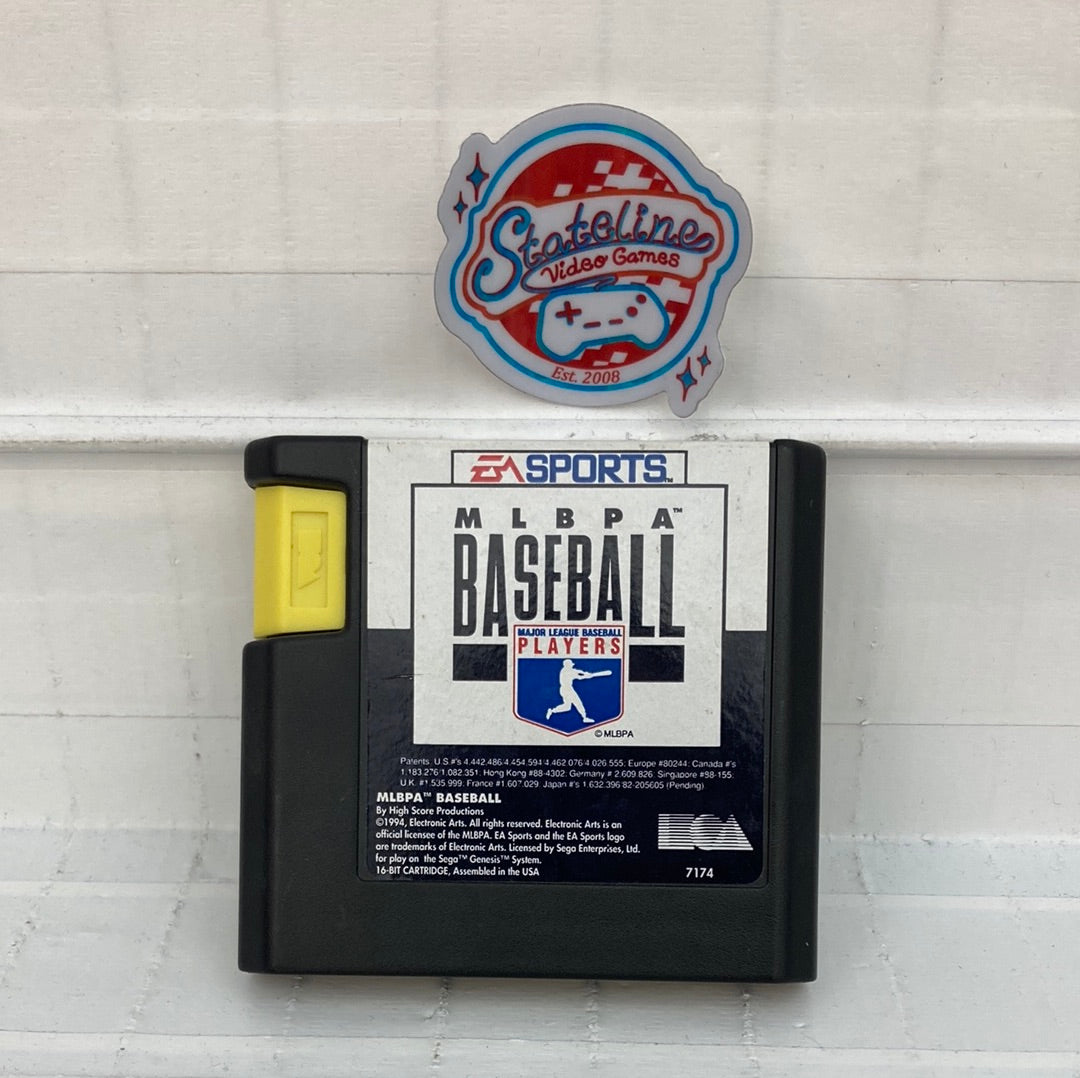 Stateline
Video Games
Est. 2008
EA SPORTS™
MLBPA™
BASEBALL
MAJOR LEAGUE BASEBALL
PLAYERS
©MLBPA
Patents: U.S.#'s 4,442,486/4,454,594/4,462,076/4,026,555; Europe #80244; Canada #'s
1,183,276/1,082,351; Hong Kong #88-4302; Germany # 2,609,826; Singapore #88-155;
U.K. #1,535,999; France #1,607,029; Japan #'s 1,632,396/82-205605 (Pending)
MLBPA™ BASEBALL
By High Score Productions
©1994, Electronic Arts. All rights reserved. Electronic Arts is an
official licensee of the MLBPA. EA Sports and the EA Sports logo
are trademarks of Electronic Arts. Licensed by Sega Enterprises, Ltd.
for play on the Sega™ Genesis™ System.
16-BIT CARTRIDGE, Assembled in the USA
EA
7174